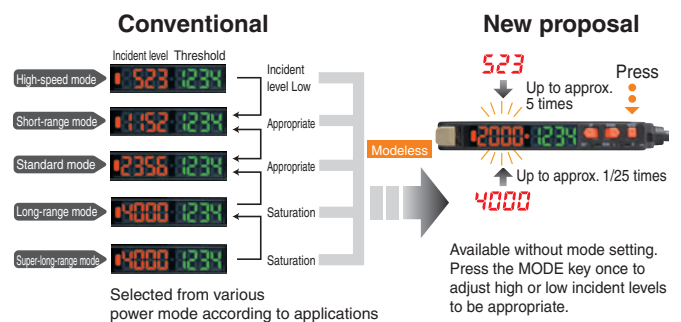 Conventional
New proposal
Incident level Threshold
High-speed mode 523 1234
Incident
level Low
Short-range mode 1152 1234
Appropriate
Standard mode 2356 1234
Appropriate
Long-range mode 4000 1234
Saturation
Super-long-range mode 4000 1234
Saturation
Selected from various
power mode according to applications
Modeless
523
Up to approx.
5 times
Press
2000 1234
Up to approx. 1/25 times
4000
Available without mode setting.
Press the MODE key once to
adjust high or low incident levels
to be appropriate.